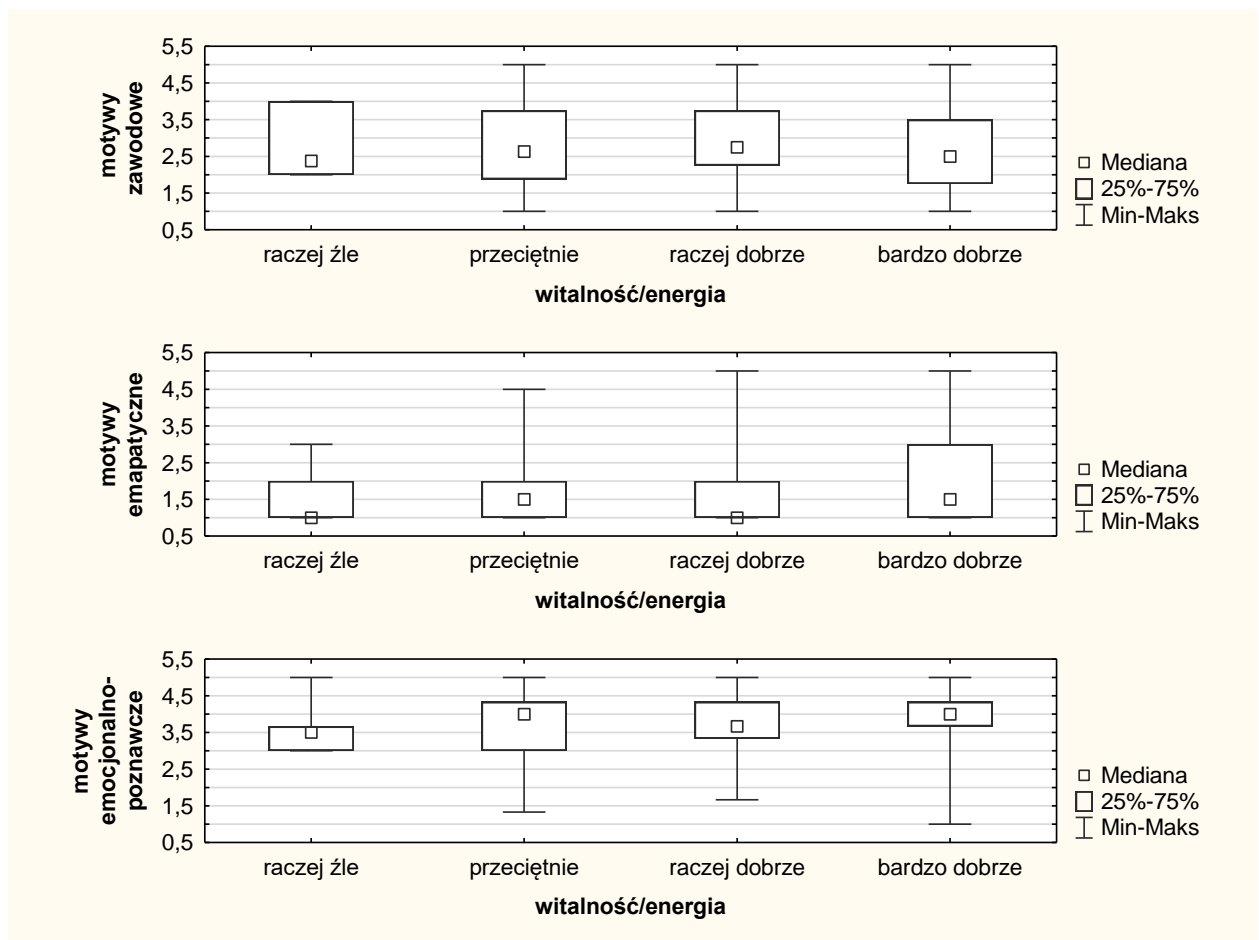 motywy
zawodowe
5,5
4,5
3,5
2,5
1,5
0,5
raczej źle przeciętnie raczej dobrze bardzo dobrze
witalność/energia
Mediana
25%-75%
Min-Maks
motywy
emapatyczne
5,5
4,5
3,5
2,5
1,5
0,5
raczej źle przeciętnie raczej dobrze bardzo dobrze
witalność/energia
Mediana
25%-75%
Min-Maks
motywy
emocjonalno-
poznawcze
5,5
4,5
3,5
2,5
1,5
0,5
raczej źle przeciętnie raczej dobrze bardzo dobrze
witalność/energia
Mediana
25%-75%
Min-Maks